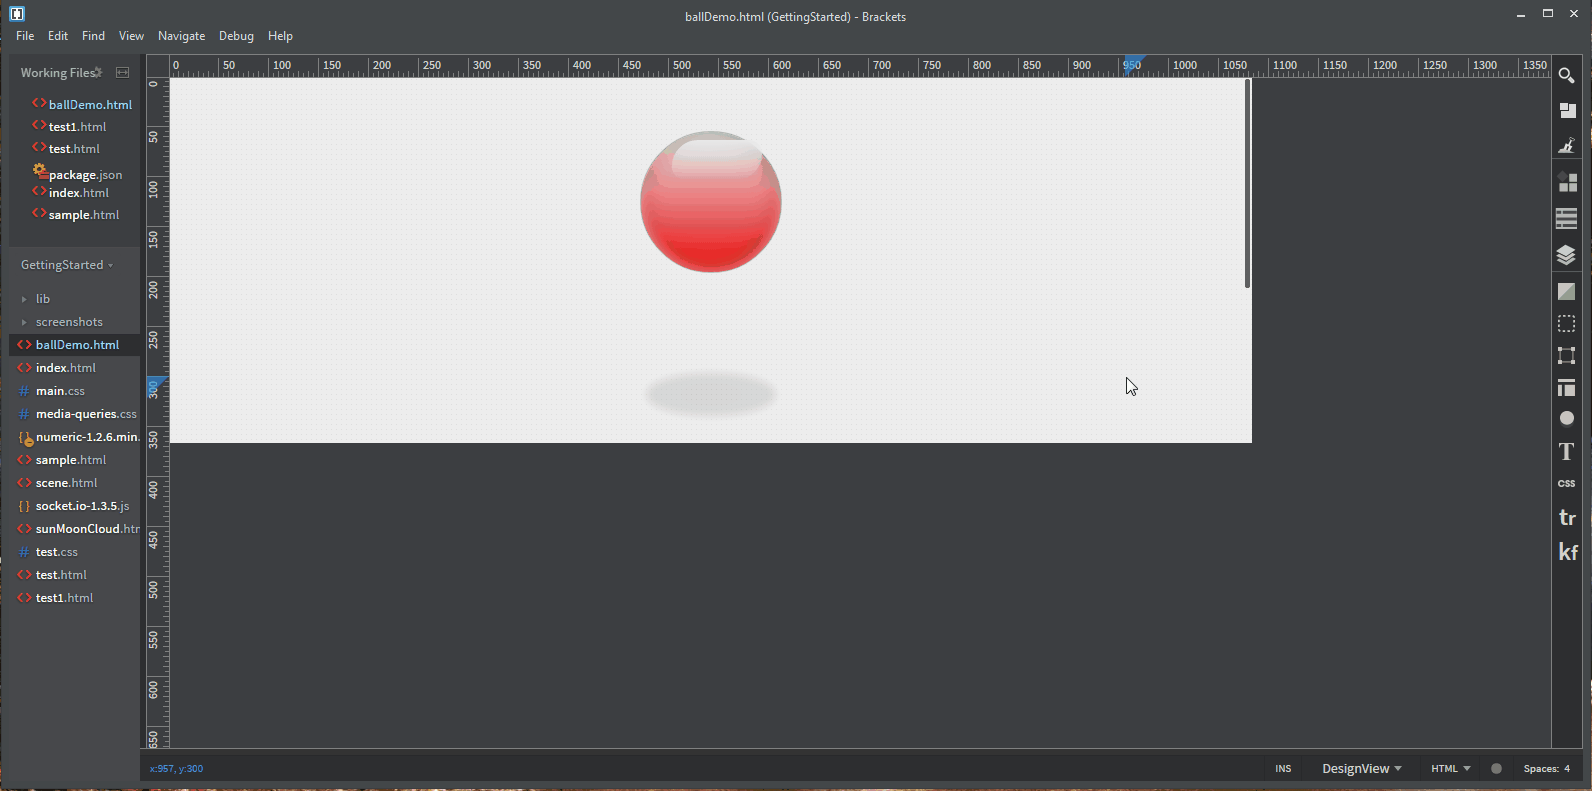 ballDemo.html (GettingStarted) - Brackets
File Edit Find View Navigate Debug Help
Working Files
ballDemo.html
test1.html
test.html
package.json
index.html
sample.html
GettingStarted
lib
screenshots
ballDemo.html
index.html
main.css
media-queries.css
numeric-1.2.6.min.
sample.html
scene.html
socket.io-1.3.5.js
sunMoonCloud.htm
test.css
test.html
test1.html
0 50 100 150 200 250 300 350 400 450 500 550 600 650 700 750 800 850 900 950 1000 1050 1100 1150 1200 1250 1300 1350
0
50
100
150
200
250
300
350
400
450
500
550
600
650
T
css
tr
kf
x:957, y:300
INS DesignView HTML Spaces: 4